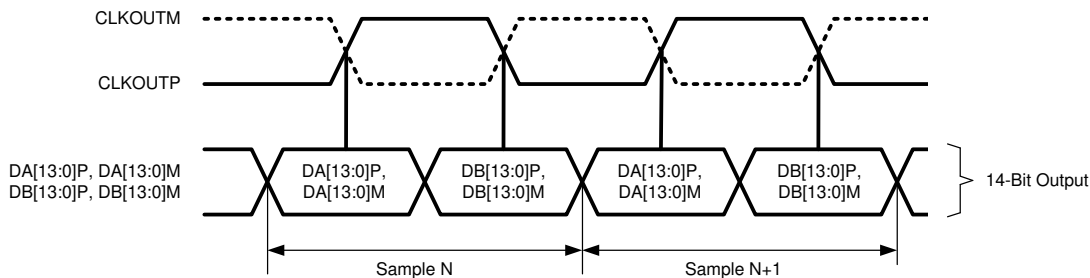 CLKOUTM
CLKOUTP
DA[13:0]P, DA[13:0]M
DB[13:0]P, DB[13:0]M
DA[13:0]P,
DA[13:0]M
DB[13:0]P,
DB[13:0]M
DA[13:0]P,
DA[13:0]M
DB[13:0]P,
DB[13:0]M
14-Bit Output
Sample N
Sample N+1